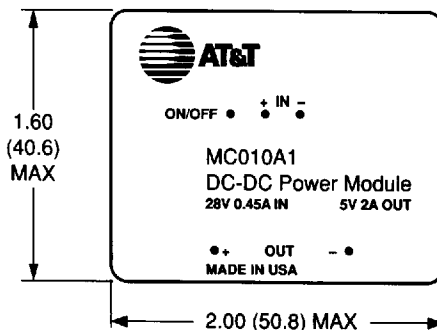 AT&T
+ IN –
ON/OFF
1.60
(40.6)
MAX
MC010A1
DC-DC Power Module
28V 0.45A IN 5V 2A OUT
+ OUT –
MADE IN USA
2.00 (50.8) MAX